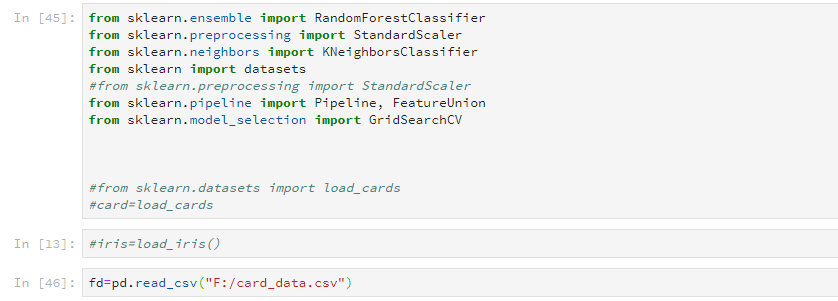 In [45]: from sklearn.ensemble import RandomForestClassifier
from sklearn.preprocessing import StandardScaler
from sklearn.neighbors import KNeighborsClassifier
from sklearn import datasets
#from sklearn.preprocessing import StandardScaler
from sklearn.pipeline import Pipeline, FeatureUnion
from sklearn.model_selection import GridSearchCV
#from sklearn.datasets import load_cards
#card=load_cards
In [13]: #iris=load_iris()
In [46]: fd=pd.read_csv("F:/card_data.csv")